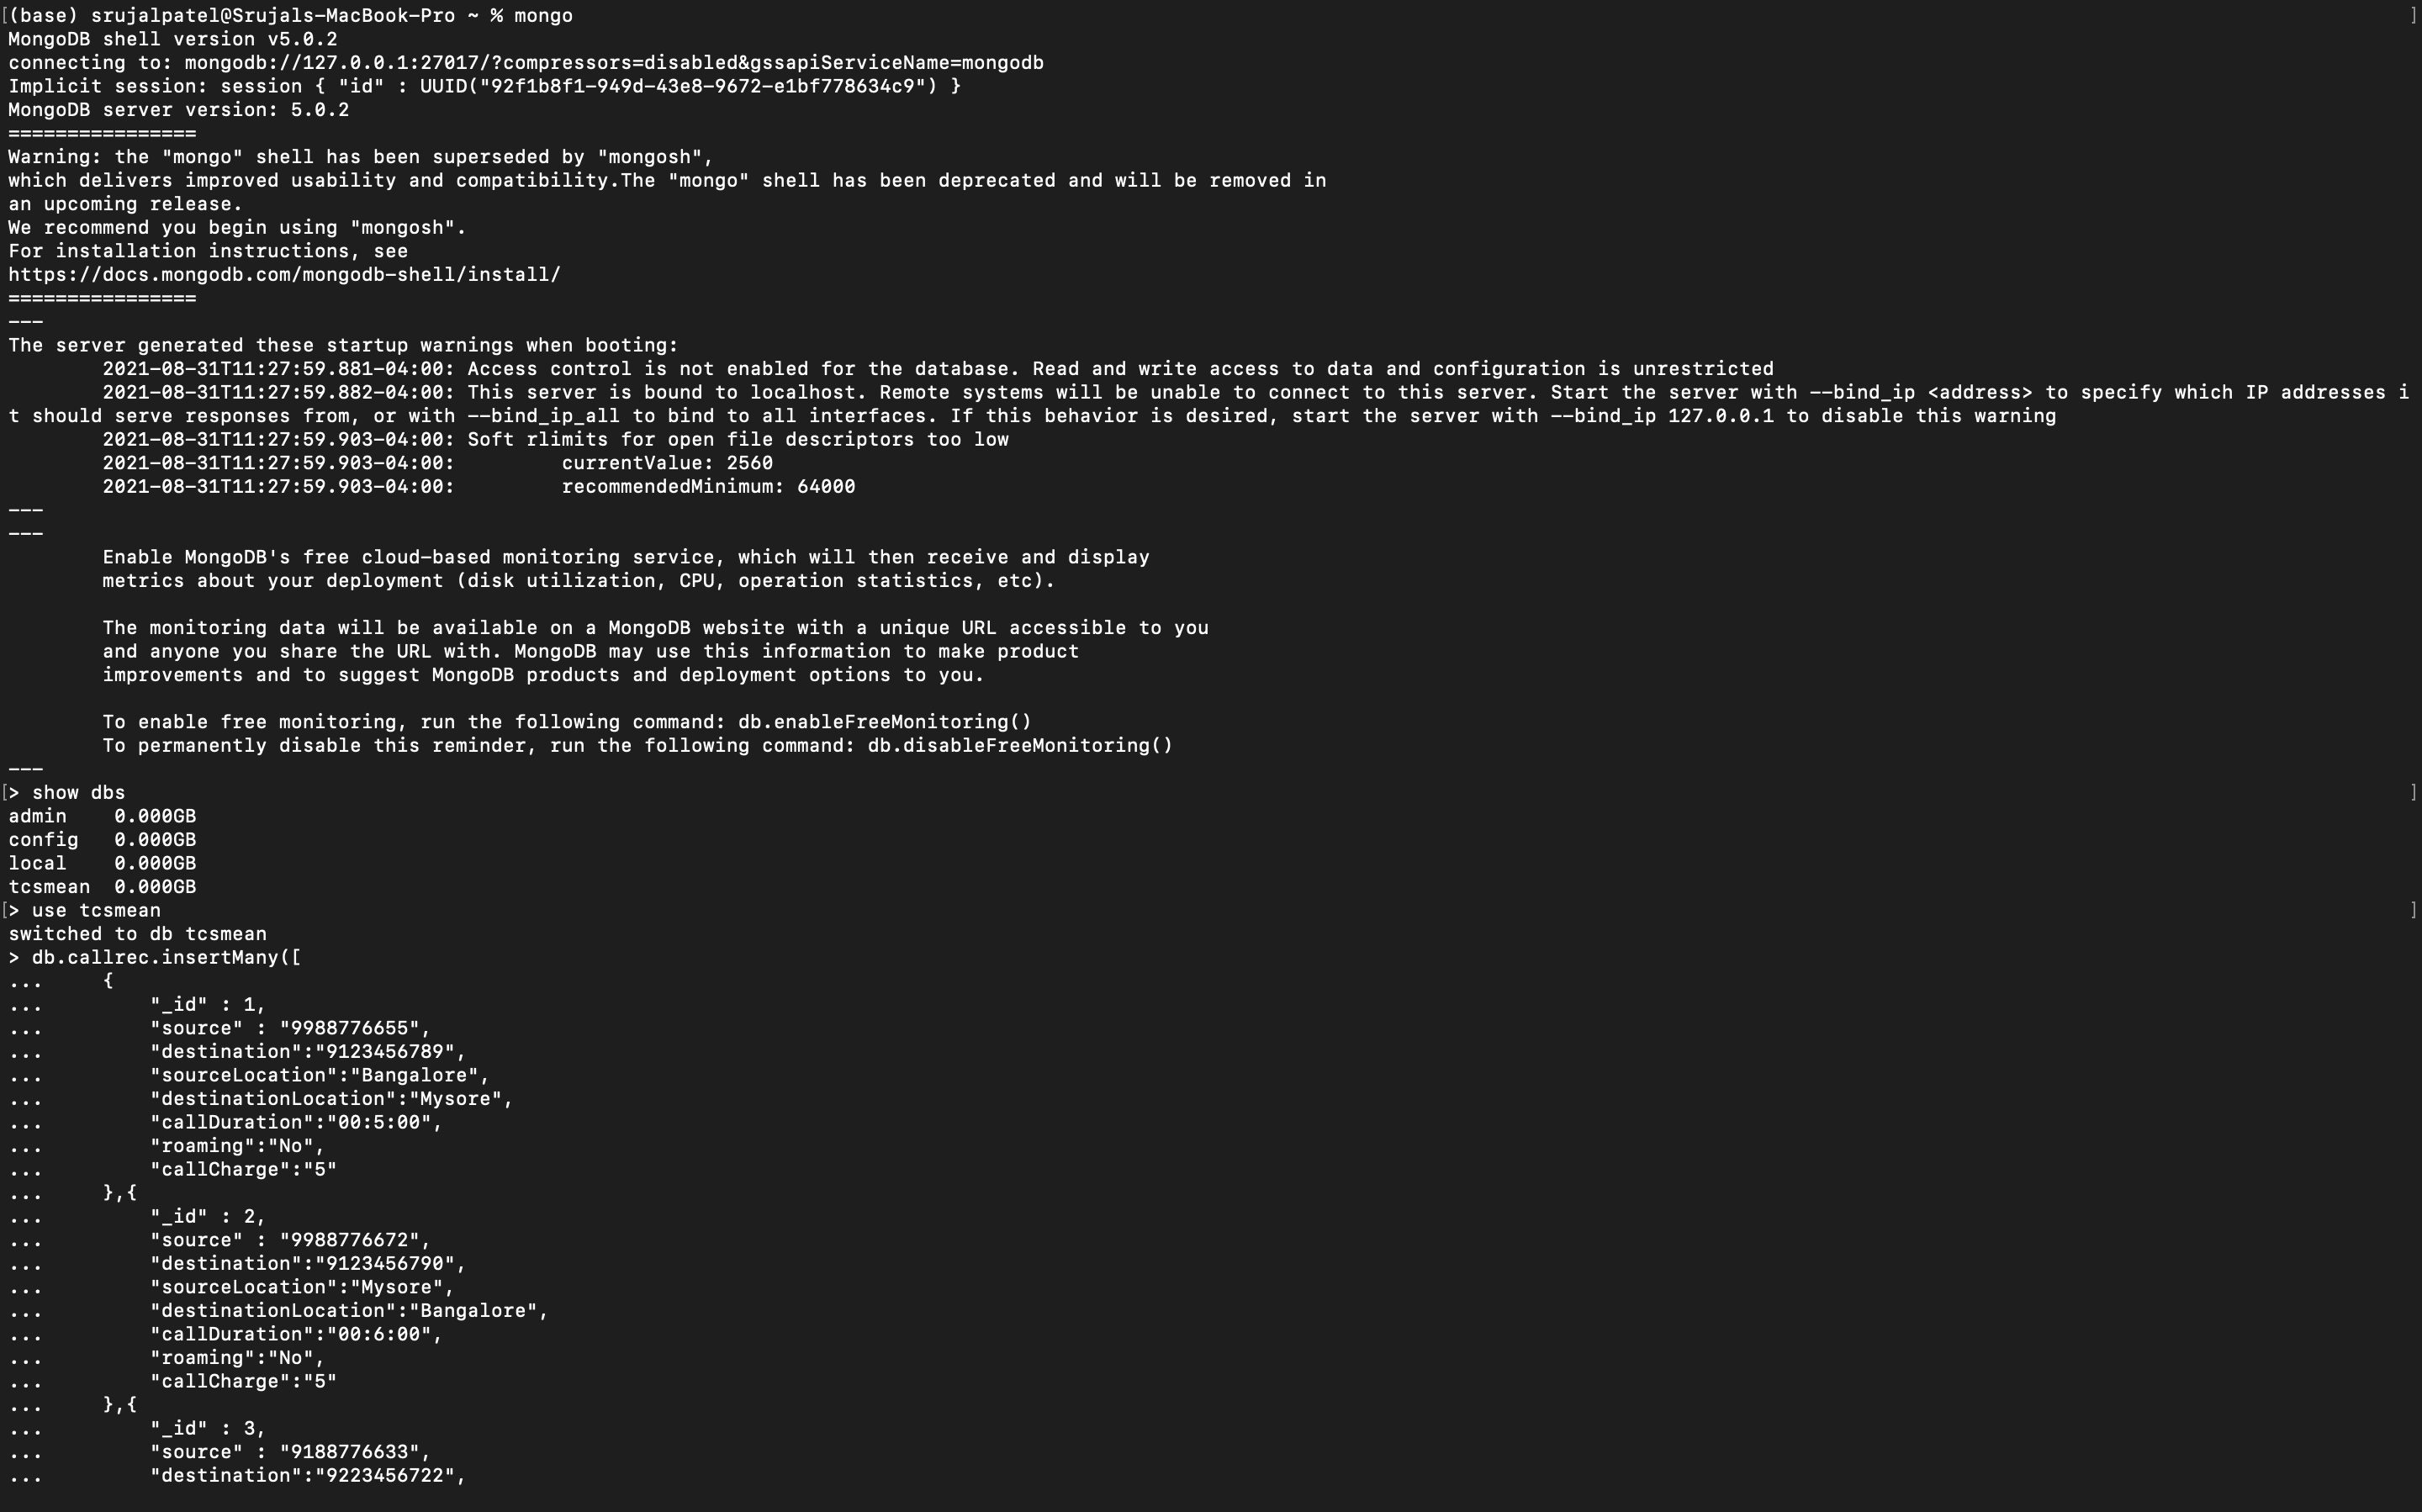 [(base) srujalpatel@Srujals-MacBook-Pro ~ % mongo ]
MongoDB shell version v5.0.2
connecting to: mongodb://127.0.0.1:27017/?compressors=disabled&gssapiServiceName=mongodb
Implicit session: session { "id" : UUID("92f1b8f1-949d-43e8-9672-e1bf778634c9") }
MongoDB server version: 5.0.2
================
Warning: the "mongo" shell has been superseded by "mongosh",
which delivers improved usability and compatibility.The "mongo" shell has been deprecated and will be removed in
an upcoming release.
We recommend you begin using "mongosh".
For installation instructions, see
https://docs.mongodb.com/mongodb-shell/install/
================
---
The server generated these startup warnings when booting:
        2021-08-31T11:27:59.881-04:00: Access control is not enabled for the database. Read and write access to data and configuration is unrestricted
        2021-08-31T11:27:59.882-04:00: This server is bound to localhost. Remote systems will be unable to connect to this server. Start the server with --bind_ip <address> to specify which IP addresses i
t should serve responses from, or with --bind_ip_all to bind to all interfaces. If this behavior is desired, start the server with --bind_ip 127.0.0.1 to disable this warning
        2021-08-31T11:27:59.903-04:00: Soft rlimits for open file descriptors too low
        2021-08-31T11:27:59.903-04:00:         currentValue: 2560
        2021-08-31T11:27:59.903-04:00:         recommendedMinimum: 64000
---
---
        Enable MongoDB's free cloud-based monitoring service, which will then receive and display
        metrics about your deployment (disk utilization, CPU, operation statistics, etc).

        The monitoring data will be available on a MongoDB website with a unique URL accessible to you
        and anyone you share the URL with. MongoDB may use this information to make product
        improvements and to suggest MongoDB products and deployment options to you.

        To enable free monitoring, run the following command: db.enableFreeMonitoring()
        To permanently disable this reminder, run the following command: db.disableFreeMonitoring()
---
[> show dbs ]
admin    0.000GB
config   0.000GB
local    0.000GB
tcsmean  0.000GB
[> use tcsmean ]
switched to db tcsmean
> db.callrec.insertMany([
...     {
...         "_id" : 1,
...         "source" : "9988776655",
...         "destination":"9123456789",
...         "sourceLocation":"Bangalore",
...         "destinationLocation":"Mysore",
...         "callDuration":"00:5:00",
...         "roaming":"No",
...         "callCharge":"5"
...     },{
...         "_id" : 2,
...         "source" : "9988776672",
...         "destination":"9123456790",
...         "sourceLocation":"Mysore",
...         "destinationLocation":"Bangalore",
...         "callDuration":"00:6:00",
...         "roaming":"No",
...         "callCharge":"5"
...     },{
...         "_id" : 3,
...         "source" : "9188776633",
...         "destination":"9223456722",